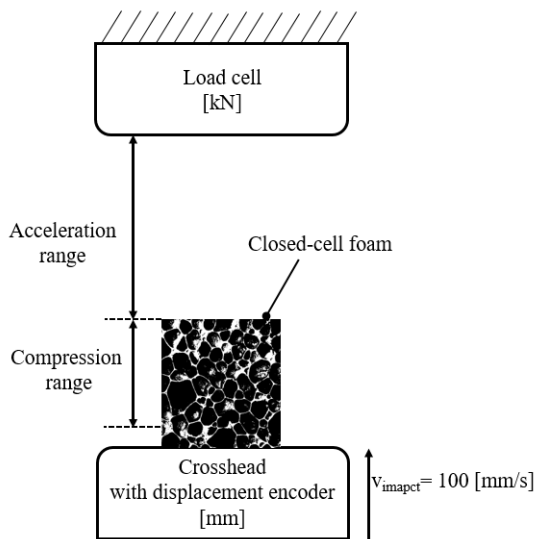 Load cell
[kN]
Acceleration
range
Closed-cell foam
Compression
range
Crosshead
with displacement encoder
[mm]
vimapct= 100 [mm/s]